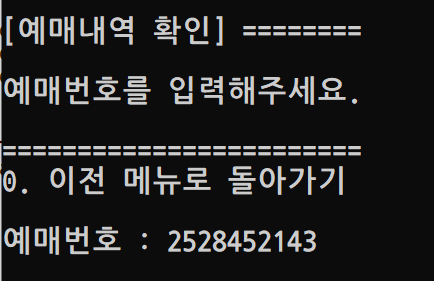 [예매내역 확인] ========
예매번호를 입력해주세요.
========================
0. 이전 메뉴로 돌아가기
예매번호 : 2528452143